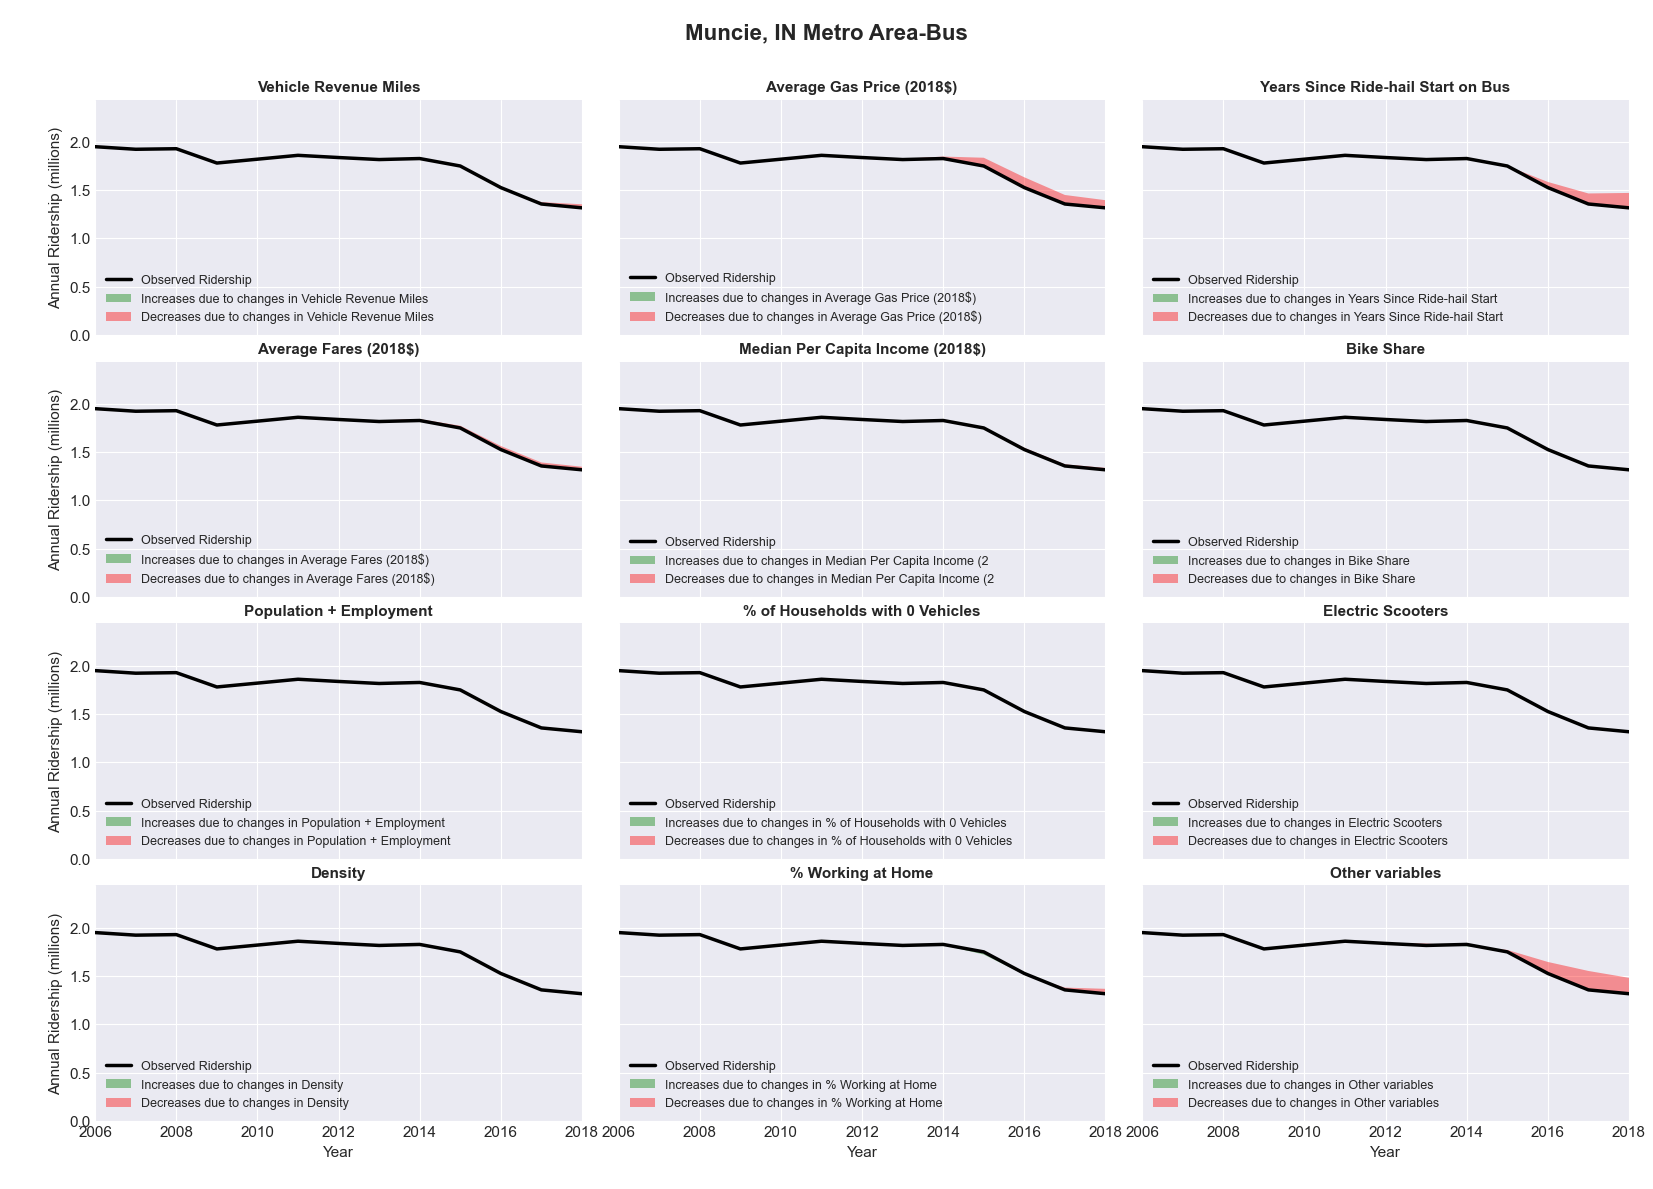 Muncie, IN Metro Area-Bus
Vehicle Revenue Miles
Annual Ridership (millions)
2.0
1.5
1.0
0.5
0.0
Observed Ridership
Increases due to changes in Vehicle Revenue Miles
Decreases due to changes in Vehicle Revenue Miles
Average Gas Price (2018$)
Observed Ridership
Increases due to changes in Average Gas Price (2018$)
Decreases due to changes in Average Gas Price (2018$)
Years Since Ride-hail Start on Bus
Observed Ridership
Increases due to changes in Years Since Ride-hail Start
Decreases due to changes in Years Since Ride-hail Start
Average Fares (2018$)
Annual Ridership (millions)
2.0
1.5
1.0
0.5
0.0
Observed Ridership
Increases due to changes in Average Fares (2018$)
Decreases due to changes in Average Fares (2018$)
Median Per Capita Income (2018$)
Observed Ridership
Increases due to changes in Median Per Capita Income (2
Decreases due to changes in Median Per Capita Income (2
Bike Share
Observed Ridership
Increases due to changes in Bike Share
Decreases due to changes in Bike Share
Population + Employment
Annual Ridership (millions)
2.0
1.5
1.0
0.5
0.0
Observed Ridership
Increases due to changes in Population + Employment
Decreases due to changes in Population + Employment
% of Households with 0 Vehicles
Observed Ridership
Increases due to changes in % of Households with 0 Vehicles
Decreases due to changes in % of Households with 0 Vehicles
Electric Scooters
Observed Ridership
Increases due to changes in Electric Scooters
Decreases due to changes in Electric Scooters
Density
Annual Ridership (millions)
2.0
1.5
1.0
0.5
0.0
Observed Ridership
Increases due to changes in Density
Decreases due to changes in Density
2006 2008 2010 2012 2014 2016 2018
Year
% Working at Home
Observed Ridership
Increases due to changes in % Working at Home
Decreases due to changes in % Working at Home
2006 2008 2010 2012 2014 2016 2018
Year
Other variables
Observed Ridership
Increases due to changes in Other variables
Decreases due to changes in Other variables
2006 2008 2010 2012 2014 2016 2018
Year